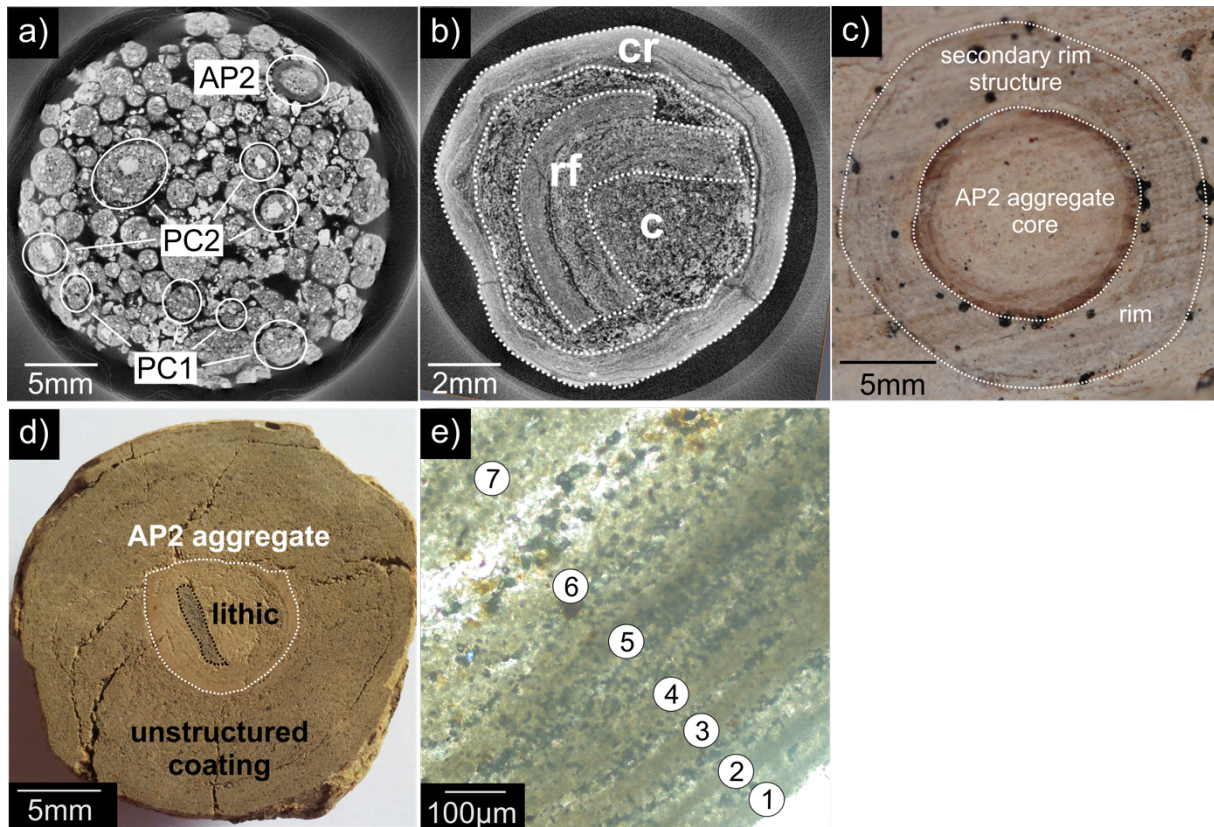 a)
AP2
PC2
PC1
5mm
b)
cr
rf
c
2mm
c)
secondary rim
structure
AP2 aggregate
core
rim
5mm
d)
AP2 aggregate
lithic
unstructured
coating
5mm
e)
7
6
5
4
3
2
1
100µm